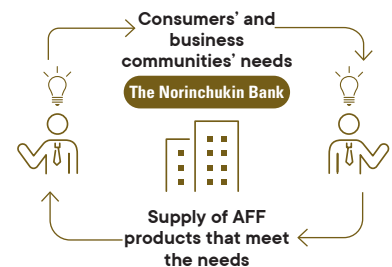 Consumers’ and
business
communities’ needs
The Norinchukin Bank
Supply of AFF
products that meet
the needs